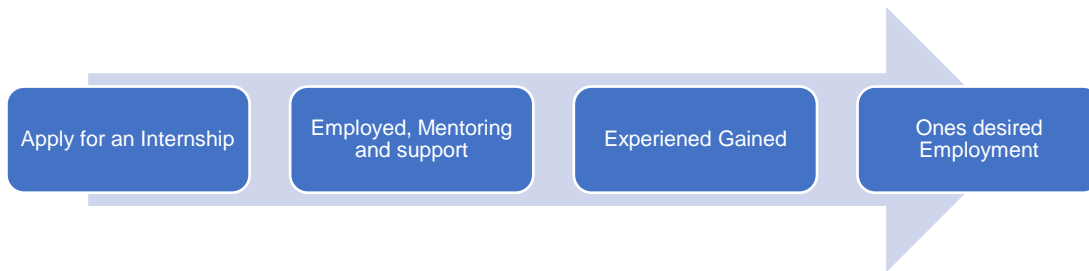 Apply for an Internship
Employed, Mentoring
and support
Experiened Gained
Ones desired
Employment